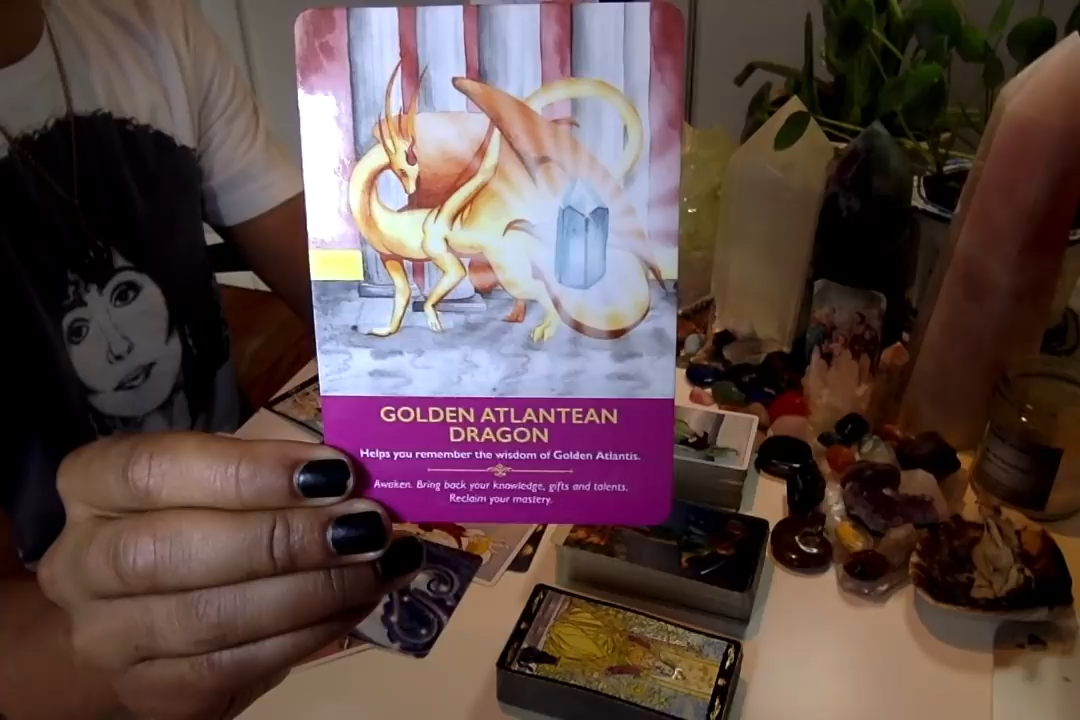 GOLDEN ATLANTEAN
DRAGON
Helps you remember the wisdom of Golden Atlantis.
Awaken. Bring back your knowledge, gifts and talents.
Reclaim your mastery.